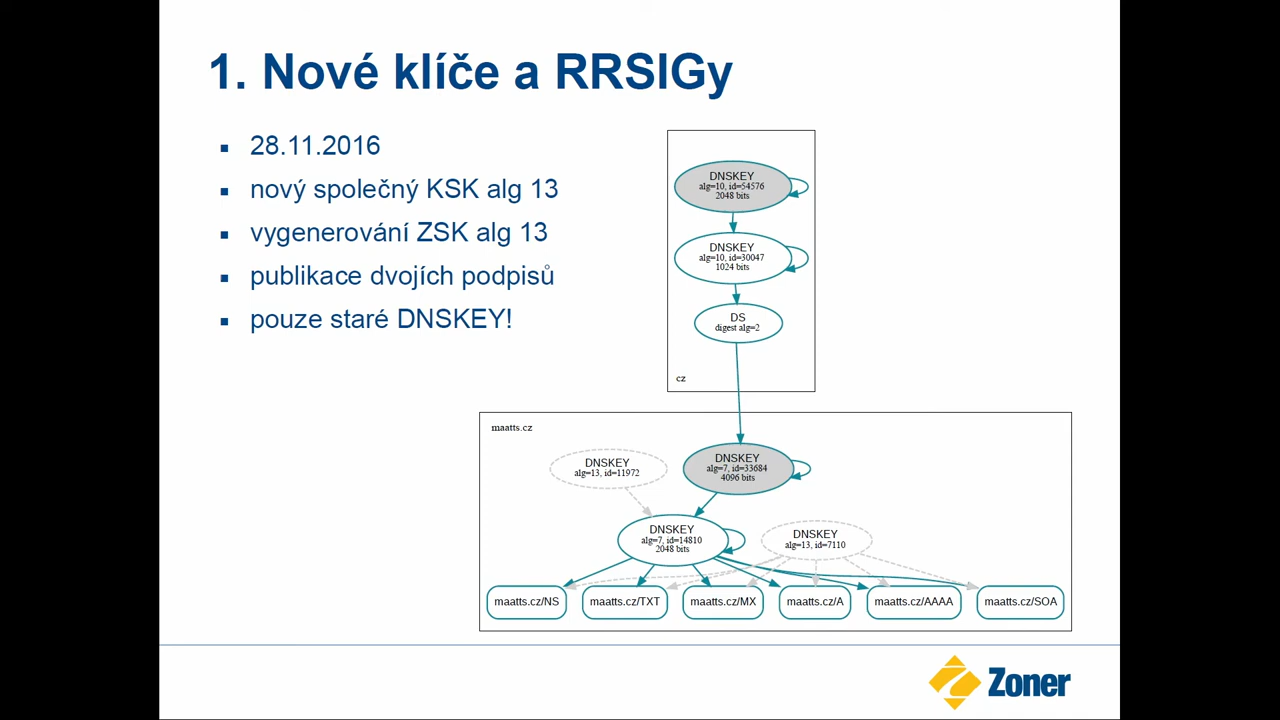 1. Nové klíče a RRSIGy
28.11.2016
nový společný KSK alg 13
vygenerování ZSK alg 13
publikace dvojích podpisů
pouze staré DNSKEY!
DNSKEY
alg=10, id=54576
2048 bits
DNSKEY
alg=10, id=30047
1024 bits
DS
digest alg=2
cz
maatts.cz
DNSKEY
alg=13, id=11972
DNSKEY
alg=7, id=33684
4096 bits
DNSKEY
alg=7, id=14810
2048 bits
DNSKEY
alg=13, id=7110
maatts.cz/NS
maatts.cz/TXT
maatts.cz/MX
maatts.cz/A
maatts.cz/AAAA
maatts.cz/SOA
Zoner